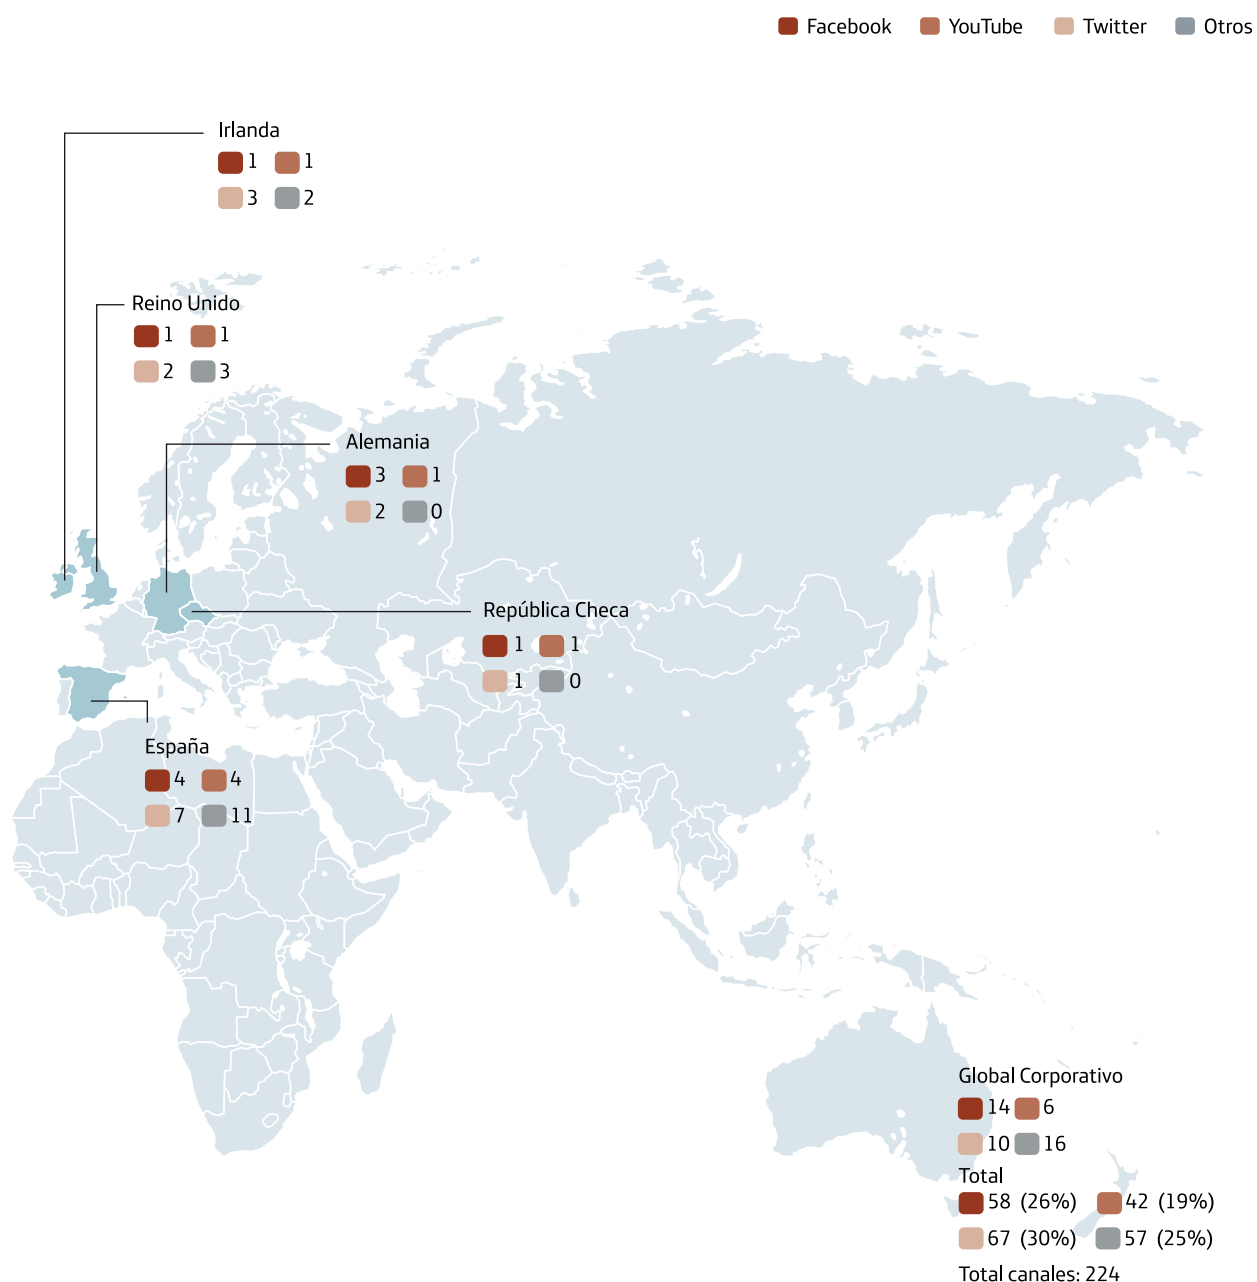 Facebook YouTube Twitter Otros
Irlanda
1 1
3 2
Reino Unido
1 1
2 3
Alemania
3 1
2 0
República Checa
1 1
1 0
España
4 4
7 11
Global Corporativo
14 6
10 16
Total
58 (26%) 42 (19%)
67 (30%) 57 (25%)
Total canales: 224